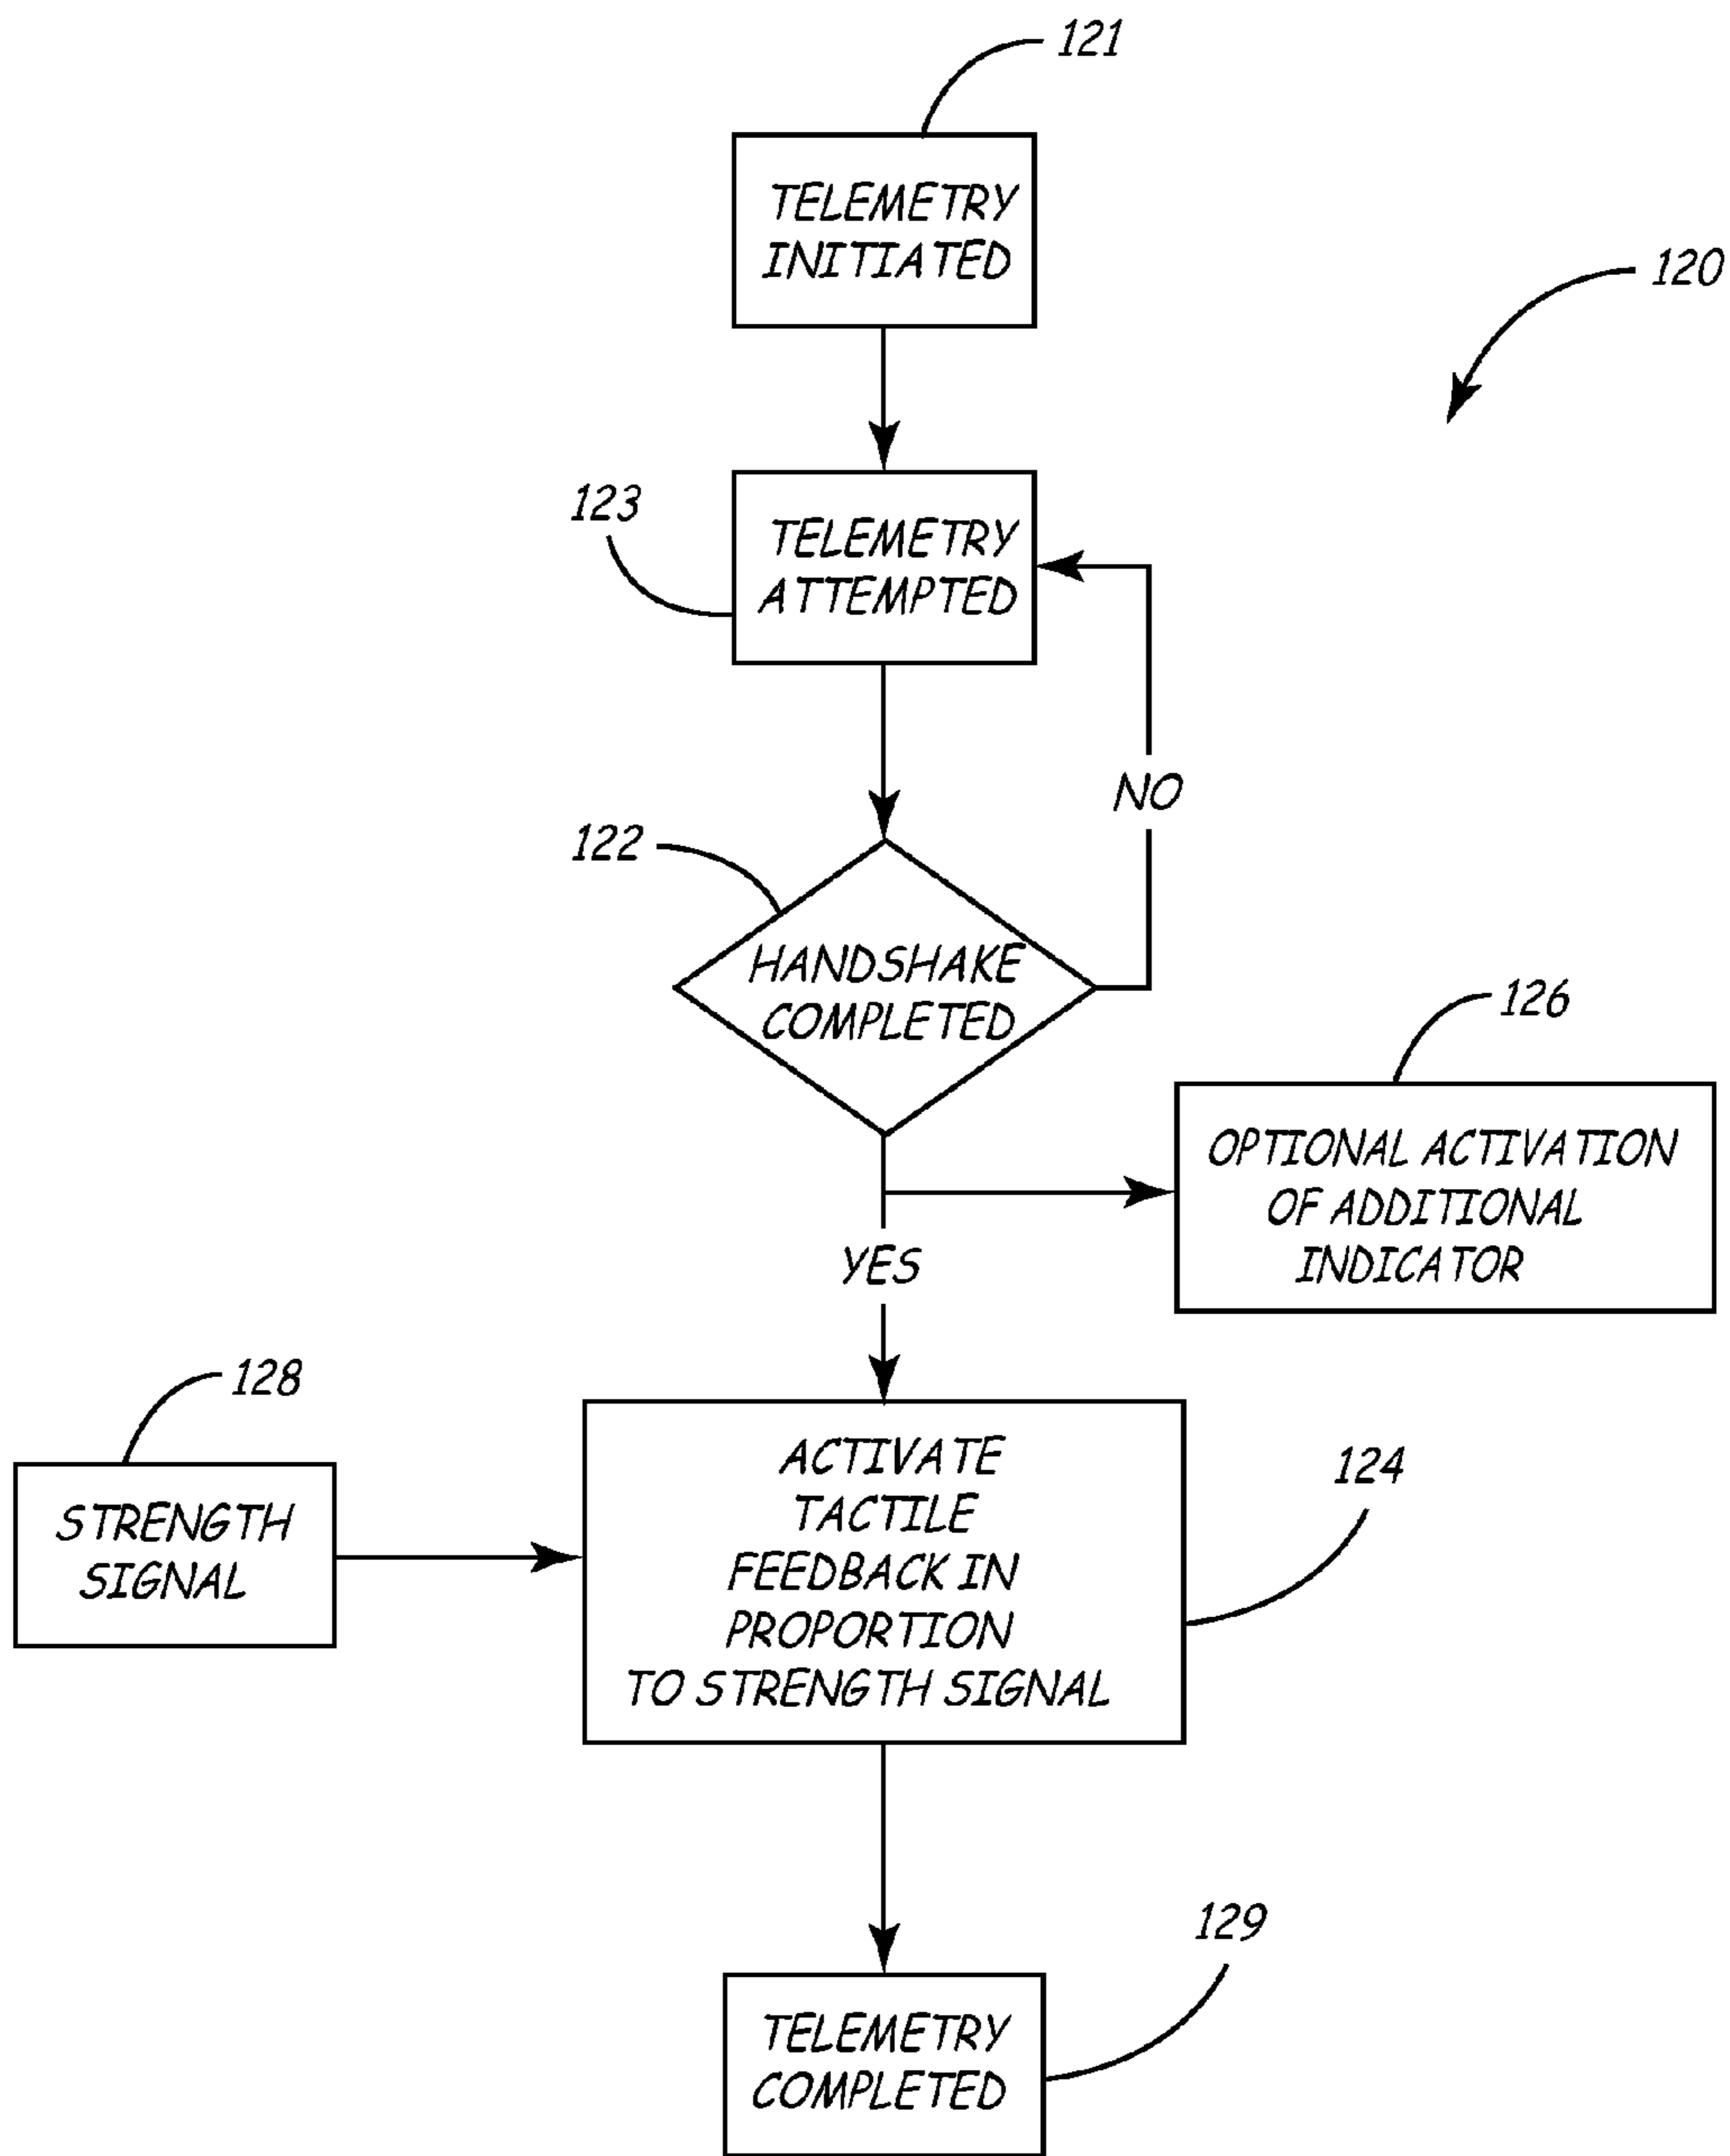 121
TELEMETRY
INITIATED
120
123
TELEMETRY
ATTEMPTED
NO
122
HANDSHAKE
COMPLETED
126
OPTIONAL ACTIVATION
OF ADDITIONAL
INDICATOR
YES
128
STRENGTH
SIGNAL
ACTIVATE
TACTILE
FEEDBACK IN
PROPORTION
TO STRENGTH SIGNAL
124
129
TELEMETRY
COMPLETED